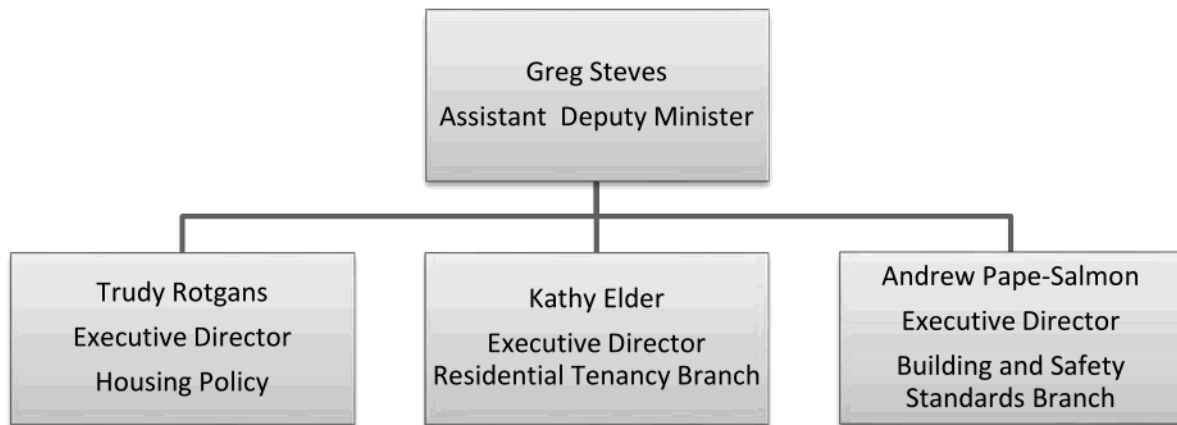 Greg Steves
Assistant Deputy Minister
Trudy Rotgans
Executive Director
Housing Policy
Kathy Elder
Executive Director
Residential Tenancy Branch
Andrew Pape-Salmon
Executive Director
Building and Safety
Standards Branch